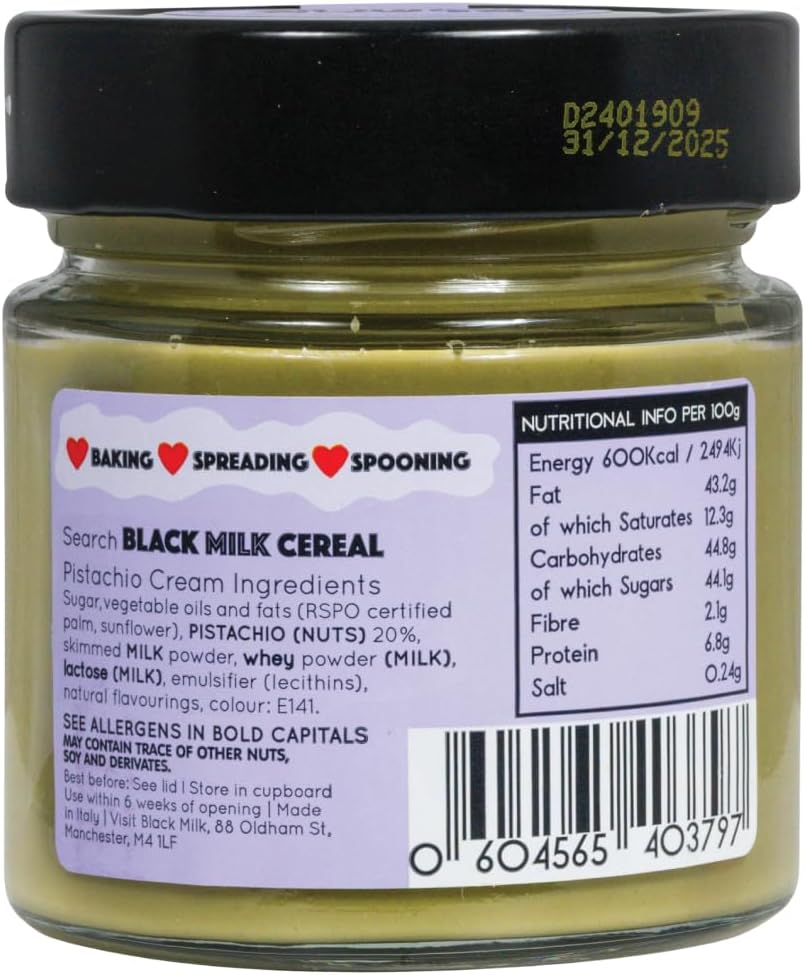 D2401909
31/12/2025
BAKING SPREADING SPOONING
Search BLACK MILK CEREAL
Pistachio Cream Ingredients
Sugar, vegetable oils and fats (RSPO certified
palm, sunflower), PISTACHIO (NUTS) 20%,
skimmed MILK powder, whey powder (MILK),
lactose (MILK), emulsifier (lecithins),
natural flavourings, colour: E141.
SEE ALLERGENS IN BOLD CAPITALS
MAY CONTAIN TRACE OF OTHER NUTS,
SOY AND DERIVATES.
Best before: See lid | Store in cupboard
Use within 6 weeks of opening | Made
in Italy | Visit Black Milk, 88 Oldham St,
Manchester, M4 1LF
NUTRITIONAL INFO PER 100g
Energy 600Kcal / 2494Kj
Fat 43.2g
of which Saturates 12.3g
Carbohydrates 44.8g
of which Sugars 44.1g
Fibre 2.1g
Protein 6.8g
Salt 0.24g
0 604565 403797